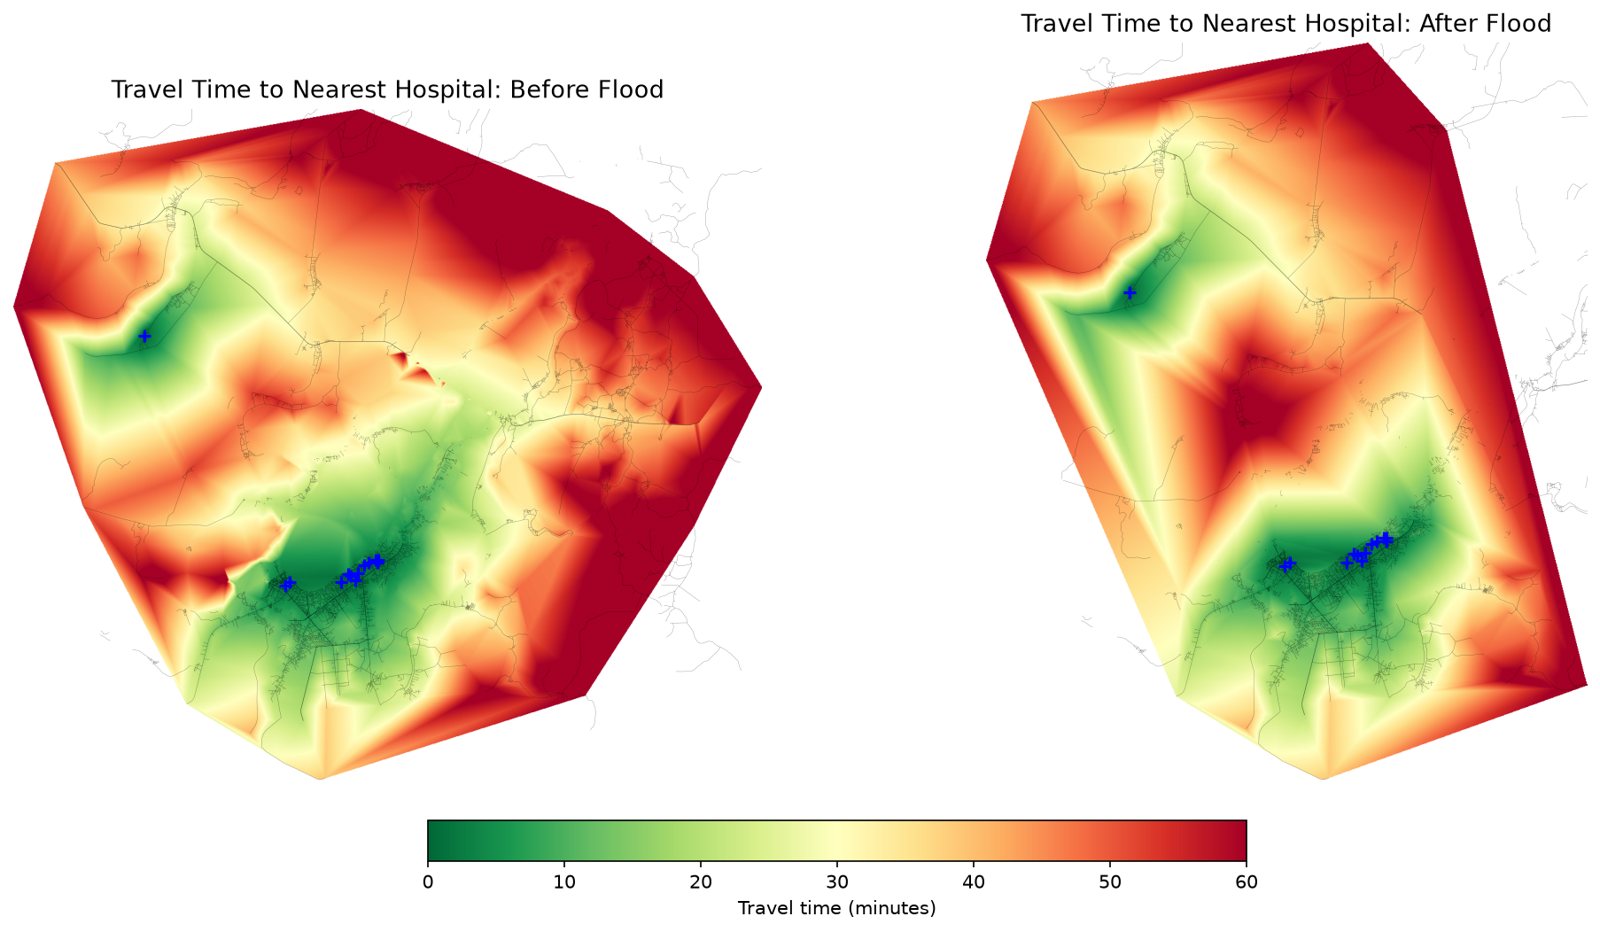 Travel Time to Nearest Hospital: Before Flood
Travel Time to Nearest Hospital: After Flood
0 10 20 30 40 50 60
Travel time (minutes)